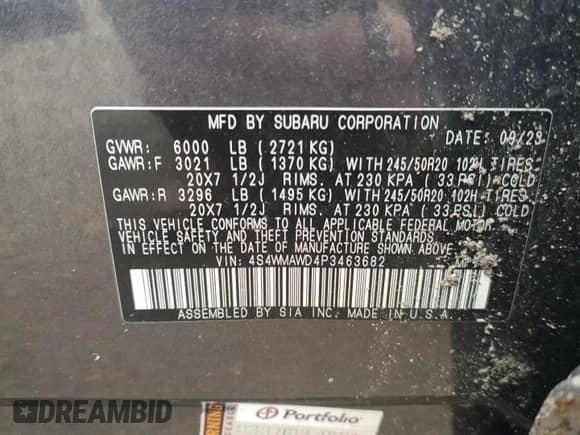 MFD BY SUBARU CORPORATION
DATE: 09/23
GVWR: 6000 LB ( 2721 KG)
GAWR:F 3021 LB ( 1370 KG) WITH 245/50R20 102H TIRES
20X7 1/2J RIMS. AT 230 KPA ( 33 PSI) COLD
GAWR:R 3296 LB ( 1495 KG) WITH 245/50R20 102H TIRES
20X7 1/2J RIMS. AT 230 KPA ( 33 PSI) COLD
THIS VEHICLE CONFORMS TO ALL APPLICABLE FEDERAL MOTOR
VEHICLE SAFETY AND THEFT PREVENTION STANDARDS
IN EFFECT ON THE DATE OF MANUFACTURE SHOWN ABOVE.
VIN: 4S4WMAWD4P3463682
ASSEMBLED BY SIA INC. MADE IN U.S.A.
WARNING
Portfolio
DREAMBID